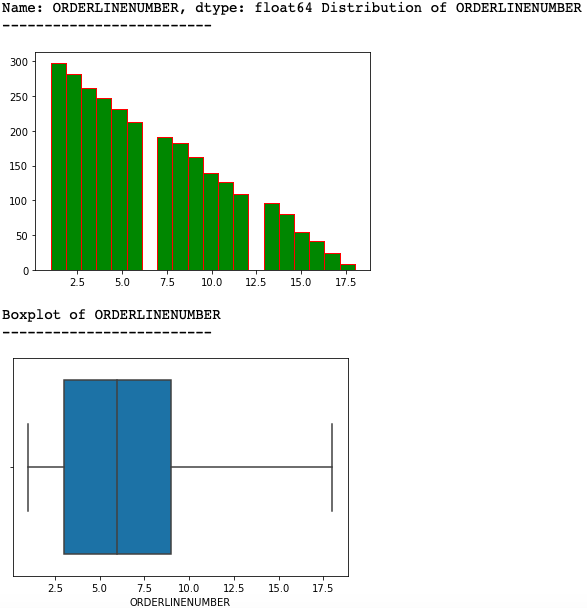 Name: ORDERLINENUMBER, dtype: float64 Distribution of ORDERLINENUMBER
--------------------------
300
250
200
150
100
50
0
2.5 5.0 7.5 10.0 12.5 15.0 17.5
Boxplot of ORDERLINENUMBER
--------------------------
2.5 5.0 7.5 10.0 12.5 15.0 17.5
ORDERLINENUMBER